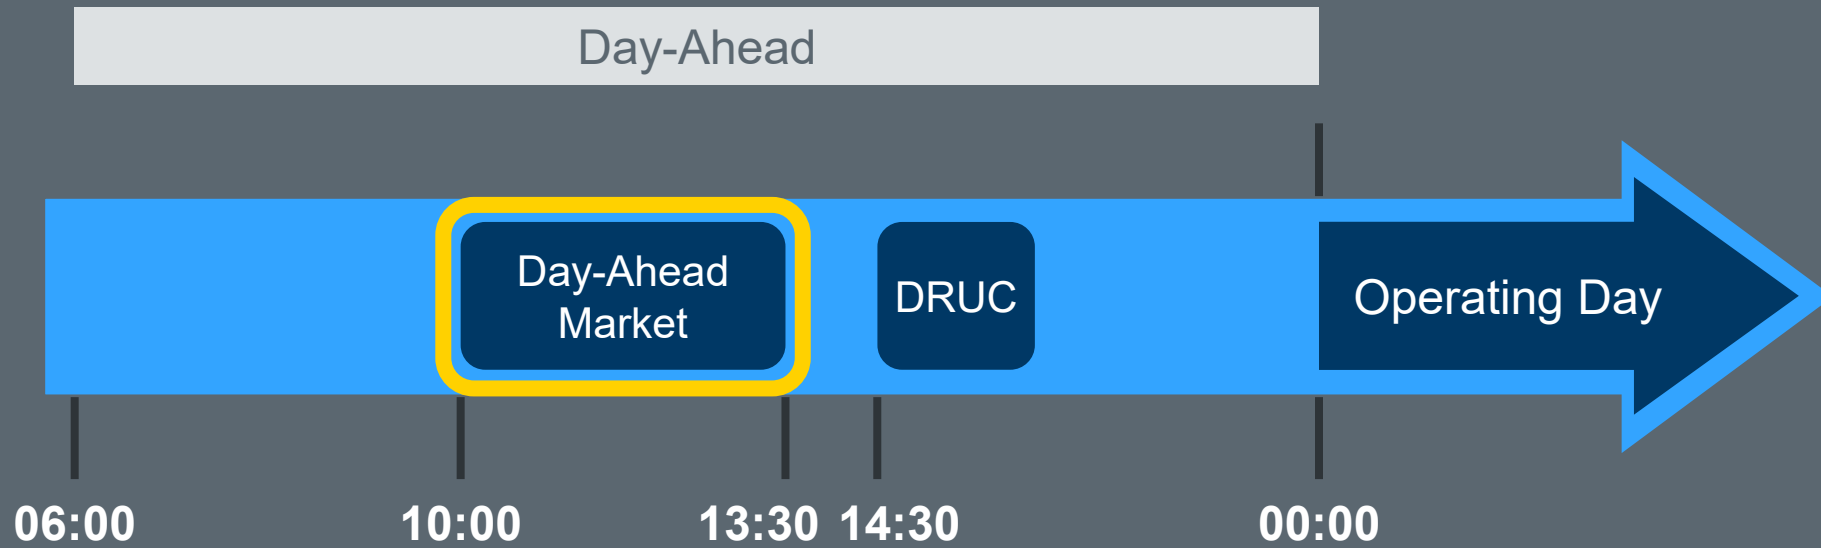 Day-Ahead
Day-Ahead
Market
DRUC
Operating Day
06:00
10:00
13:30
14:30
00:00